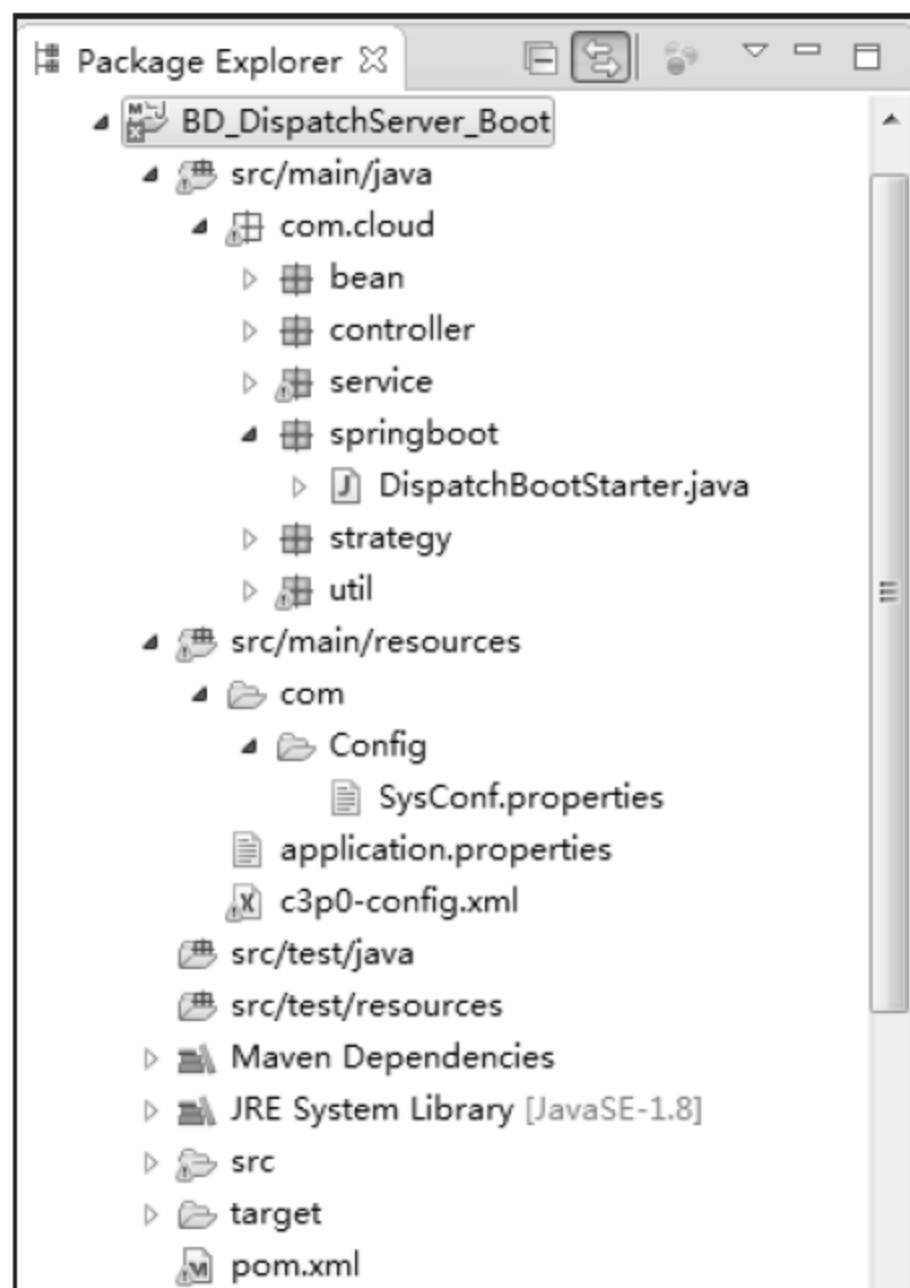 Package Explorer
BD_DispatchServer_Boot
src/main/java
com.cloud
bean
controller
service
springboot
DispatchBootStarter.java
strategy
util
src/main/resources
com
Config
SysConf.properties
application.properties
c3p0-config.xml
src/test/java
src/test/resources
Maven Dependencies
JRE System Library [JavaSE-1.8]
src
target
pom.xml